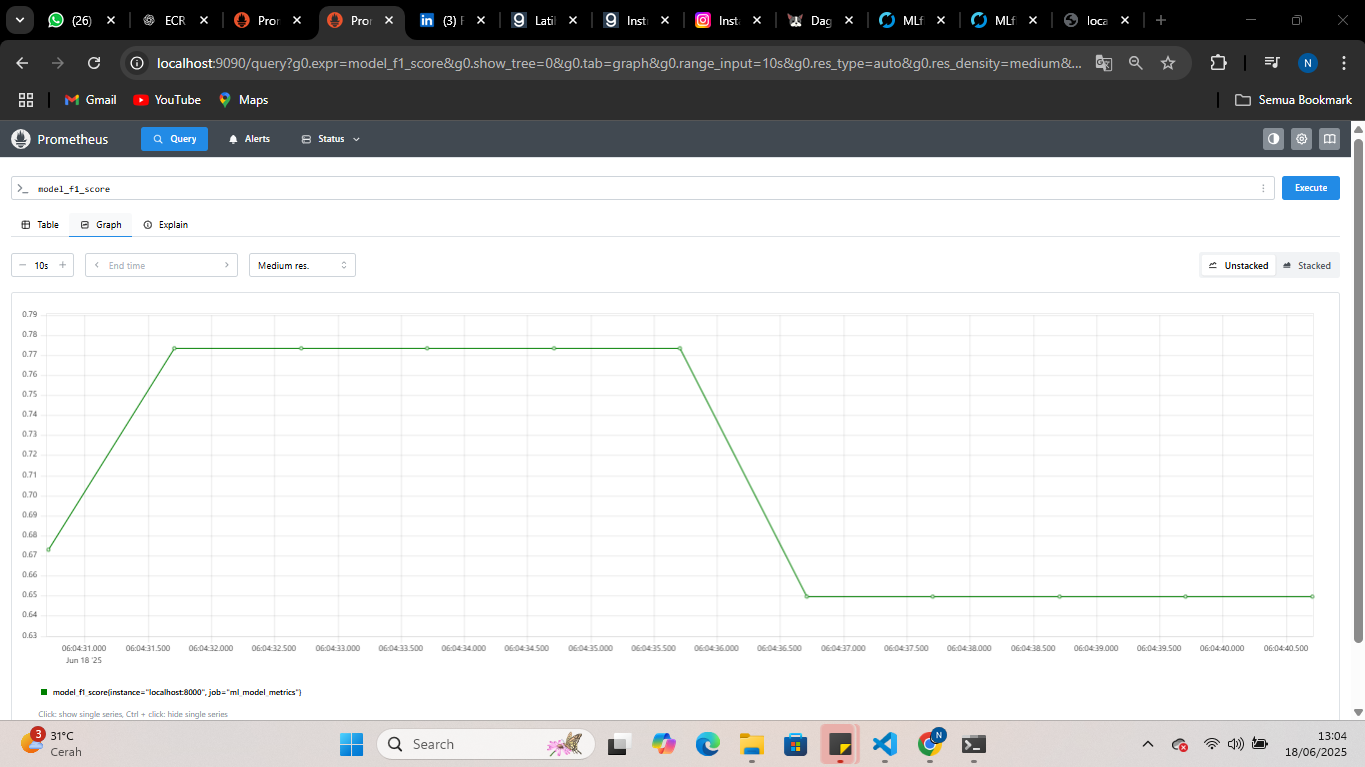 (26)
ECR
Pror
Pror
(3) F
Latil
Instr
Insta
Dag
MLf
MLf
loca
localhost:9090/query?g0.expr=model_f1_score&g0.show_tree=0&g0.tab=graph&g0.range_input=10s&g0.res_type=auto&g0.res_density=medium&...
N
Gmail
YouTube
Maps
Semua Bookmark
Prometheus
Query
Alerts
Status
>_ model_f1_score
Execute
Table
Graph
Explain
10s
End time
Medium res.
Unstacked
Stacked
0.79
0.78
0.77
0.76
0.75
0.74
0.73
0.72
0.71
0.70
0.69
0.68
0.67
0.66
0.65
0.64
0.63
06:04:31.000 06:04:31.500 06:04:32.000 06:04:32.500 06:04:33.000 06:04:33.500 06:04:34.000 06:04:34.500 06:04:35.000 06:04:35.500 06:04:36.000 06:04:36.500 06:04:37.000 06:04:37.500 06:04:38.000 06:04:38.500 06:04:39.000 06:04:39.500 06:04:40.000 06:04:40.500
Jun 18 '25
model_f1_score{instance="localhost:8000", job="ml_model_metrics"}
Click: show single series, Ctrl + click: hide single series
3
31°C
Cerah
Search
N
13:04
18/06/2025